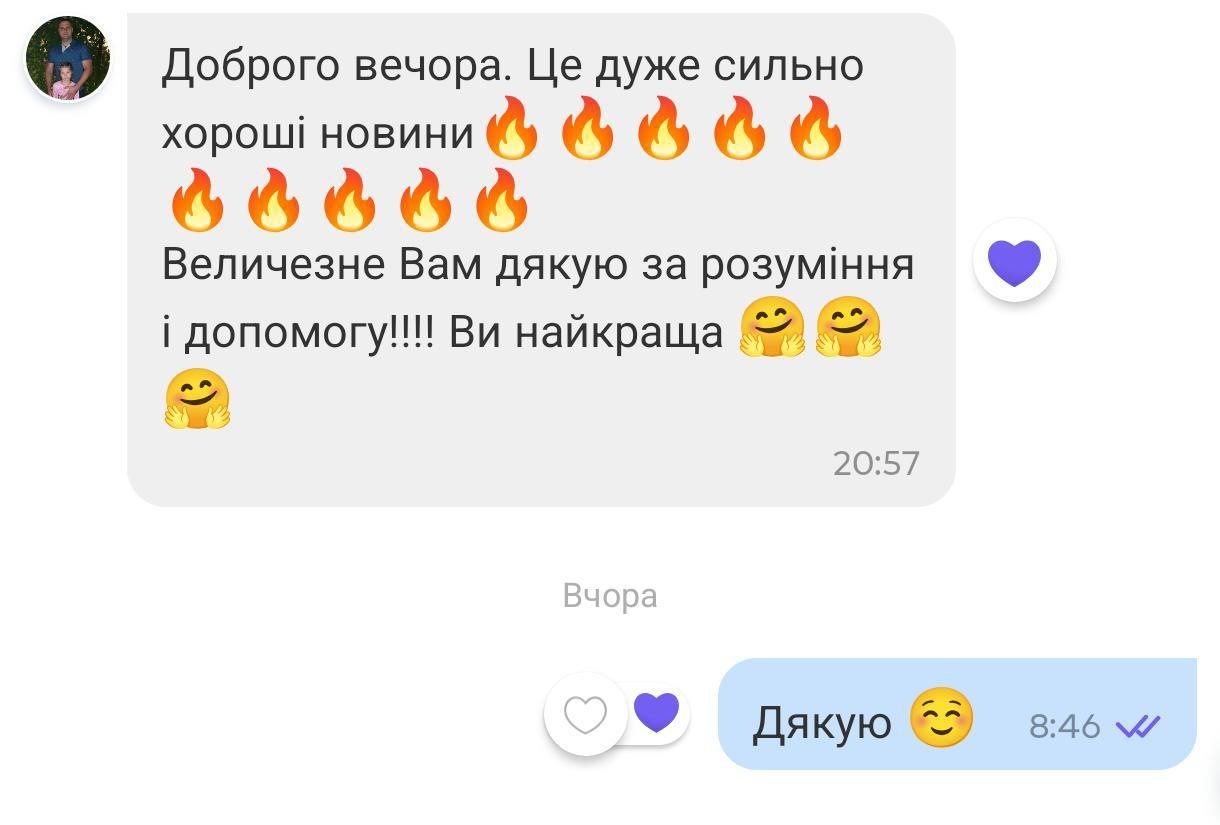 Доброго вечора. Це дуже сильно
хороші новини🔥 🔥 🔥 🔥 🔥
🔥 🔥 🔥 🔥 🔥
Величезне Вам дякую за розуміння
і допомогу!!!! Ви найкраща 🤗🤗
🤗
20:57
Вчора
Дякую ☺️ 8:46